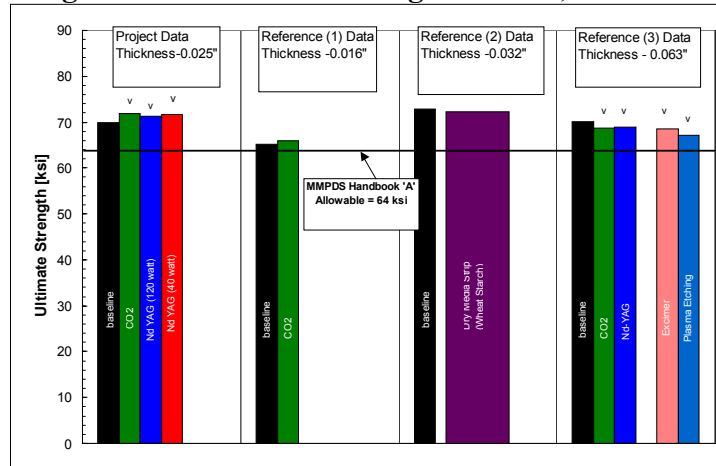 Project Data
Thickness-0.025"
Reference (1) Data
Thickness -0.016"
Reference (2) Data
Thickness -0.032"
Reference (3) Data
Thickness - 0.063"
v
v
v
v
v
v
v
MMPDS Handbook 'A'
Allowable = 64 ksi
Ultimate Strength [ksi]
90
80
70
60
50
40
30
20
10
0
baseline
CO2
Nd YAG (120 watt)
Nd YAG (40 watt)
baseline
CO2
baseline
Dry Media Strip
(Wheat Starch)
baseline
CO2
Nd-YAG
Excimer
Plasma Etching